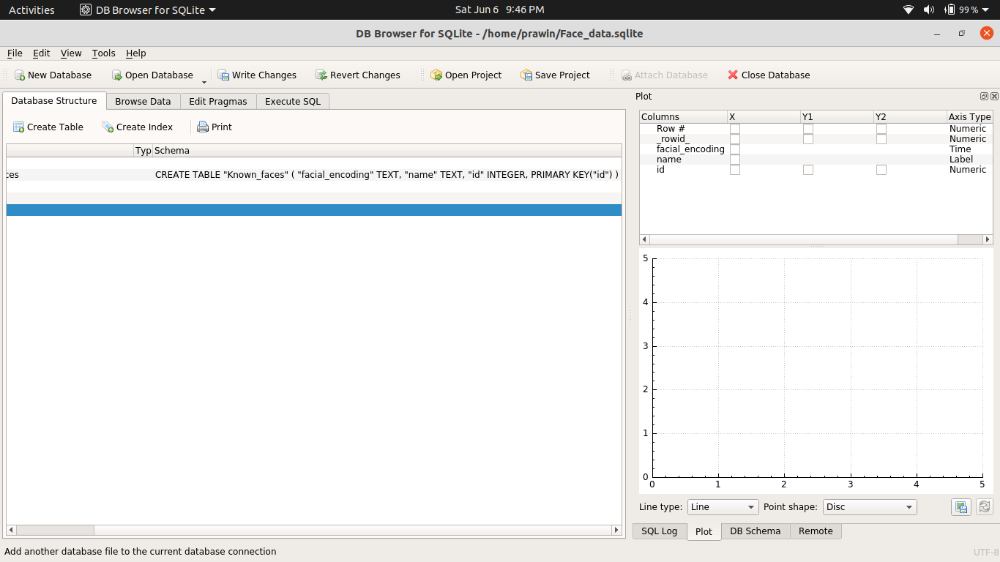 Activities DB Browser for SQLite Sat Jun 6 9:46 PM 99 %
DB Browser for SQLite - /home/prawin/Face_data.sqlite
File Edit View Tools Help
New Database Open Database Write Changes Revert Changes Open Project Save Project Attach Database Close Database
Database Structure Browse Data Edit Pragmas Execute SQL
Plot
Columns X Y1 Y2 Axis Type
Row # Numeric
_rowid_ Numeric
facial_encoding Time
name Label
id Numeric
Create Table Create Index Print
Typ Schema
ces CREATE TABLE "Known_faces" ( "facial_encoding" TEXT, "name" TEXT, "id" INTEGER, PRIMARY KEY("id") )
5
4
3
2
1
0
0 1 2 3 4 5
Line type: Line Point shape: Disc
SQL Log Plot DB Schema Remote
Add another database file to the current database connection
UTF-8